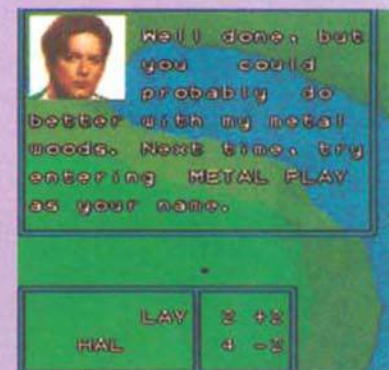 Well done, but
you could
probably do
better with my metal
woods. Next time, try
entering METAL PLAY
as your name.
LAY 2 +2
HAL 4 -2